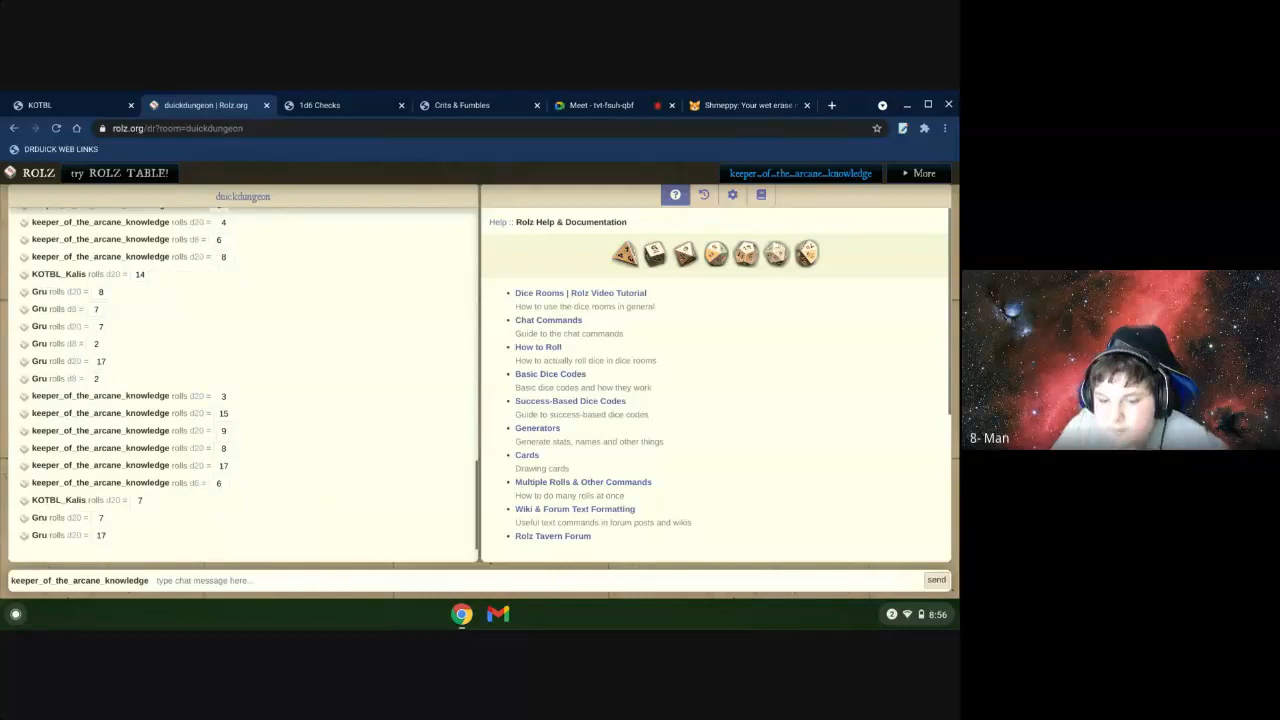 KOTBL
duickdungeon | Rolz.org
1d6 Checks
Crits & Fumbles
Meet - tvt-fsuh-qbf
Shmeppy: Your wet erase
rolz.org/dr?room=duickdungeon
DRDUICK WEB LINKS
ROLZ
try ROLZ TABLE!
keeper_of_the_arcane_knowledge
More
duickdungeon
keeper_of_the_arcane_knowledge rolls d20 = 4
keeper_of_the_arcane_knowledge rolls d6 = 6
keeper_of_the_arcane_knowledge rolls d20 = 8
KOTBL_Kalis rolls d20 = 14
Gru rolls d20 = 8
Gru rolls d8 = 7
Gru rolls d20 = 7
Gru rolls d8 = 2
Gru rolls d20 = 17
Gru rolls d8 = 2
keeper_of_the_arcane_knowledge rolls d20 = 3
keeper_of_the_arcane_knowledge rolls d20 = 15
keeper_of_the_arcane_knowledge rolls d20 = 9
keeper_of_the_arcane_knowledge rolls d20 = 8
keeper_of_the_arcane_knowledge rolls d20 = 17
keeper_of_the_arcane_knowledge rolls d6 = 6
KOTBL_Kalis rolls d20 = 7
Gru rolls d20 = 7
Gru rolls d20 = 17
Help :: Rolz Help & Documentation
Dice Rooms | Rolz Video Tutorial
How to use the dice rooms in general
Chat Commands
Guide to the chat commands
How to Roll
How to actually roll dice in dice rooms
Basic Dice Codes
Basic dice codes and how they work
Success-Based Dice Codes
Guide to success-based dice codes
Generators
Generate stats, names and other things
Cards
Drawing cards
Multiple Rolls & Other Commands
How to do many rolls at once
Wiki & Forum Text Formatting
Useful text commands in forum posts and wikis
Rolz Tavern Forum
keeper_of_the_arcane_knowledge type chat message here...
send
2 8:56
8- Man